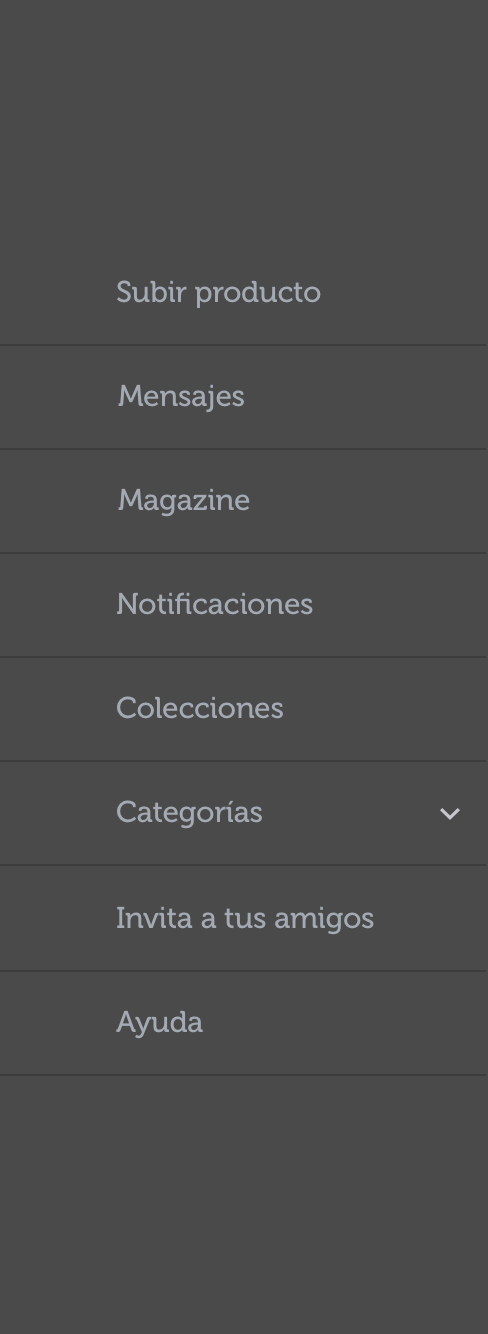 Subir producto
Mensajes
Magazine
Notificaciones
Colecciones
Categorías
Invita a tus amigos
Ayuda